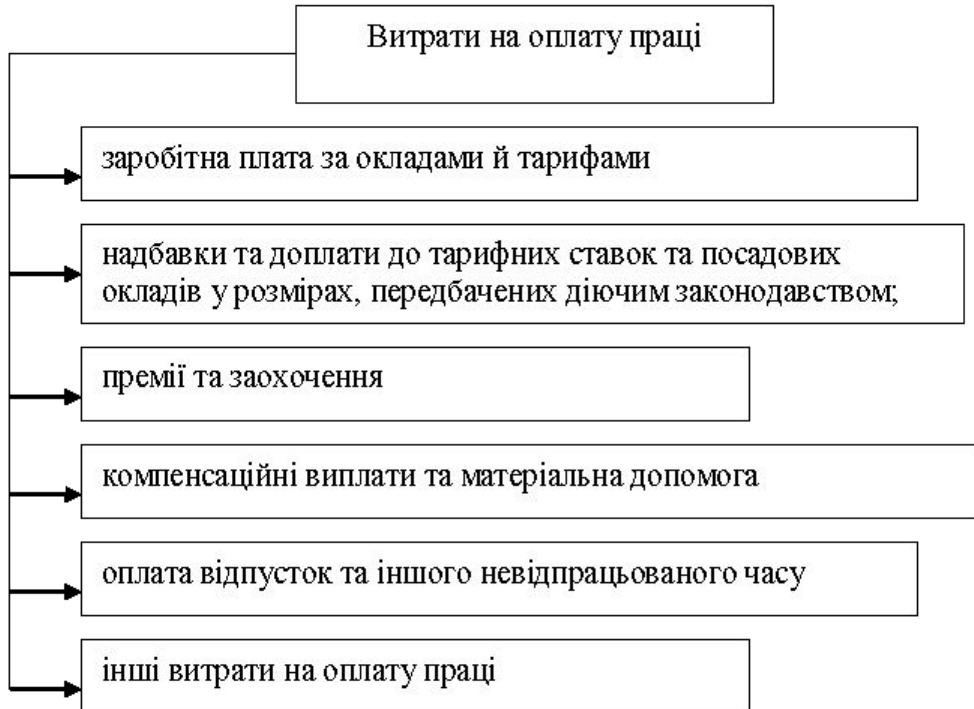 Витрати на оплату праці
заробітна плата за окладами й тарифами
надбавки та доплати до тарифних ставок та посадових
окладів у розмірах, передбачених діючим законодавством;
премії та заохочення
компенсаційні виплати та матеріальна допомога
оплата відпусток та іншого невідпрацьованого часу
інші витрати на оплату праці